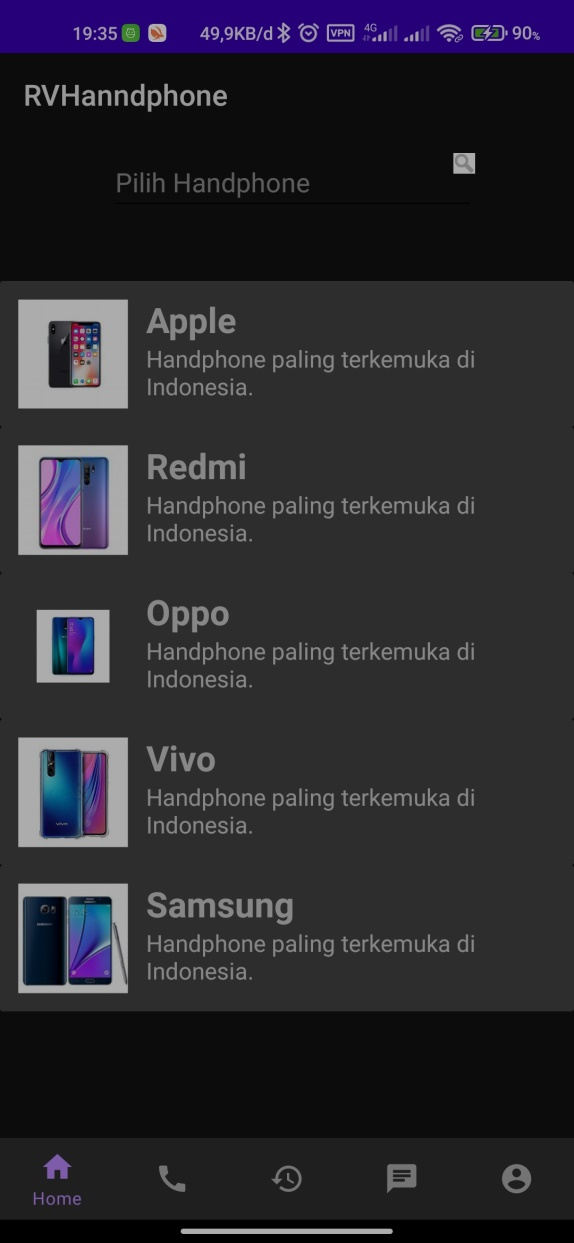 19:35 49,9KB/d VPN 4G 90%
RVHanndphone
Pilih Handphone
Apple
Handphone paling terkemuka di
Indonesia.
Redmi
Handphone paling terkemuka di
Indonesia.
Oppo
Handphone paling terkemuka di
Indonesia.
Vivo
Handphone paling terkemuka di
Indonesia.
Samsung
Handphone paling terkemuka di
Indonesia.
Home